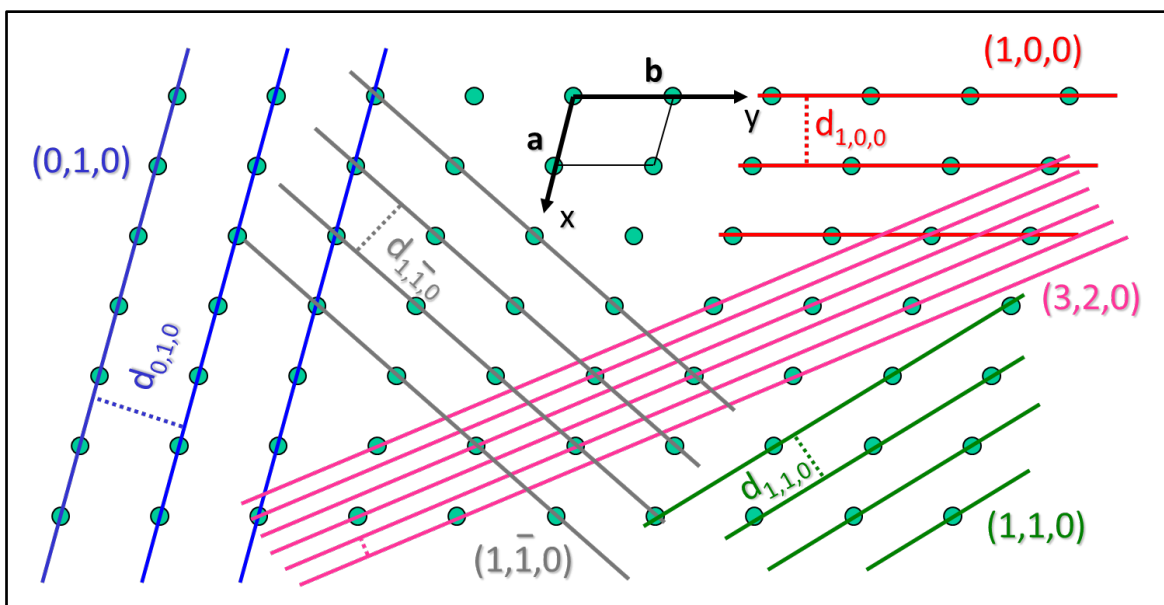 (1,0,0)
b
y
d1,0,0
a
(0,1,0)
x
d1,1̄,0
(3,2,0)
d0,1,0
d1,1,0
(1,1̄,0)
(1,1,0)